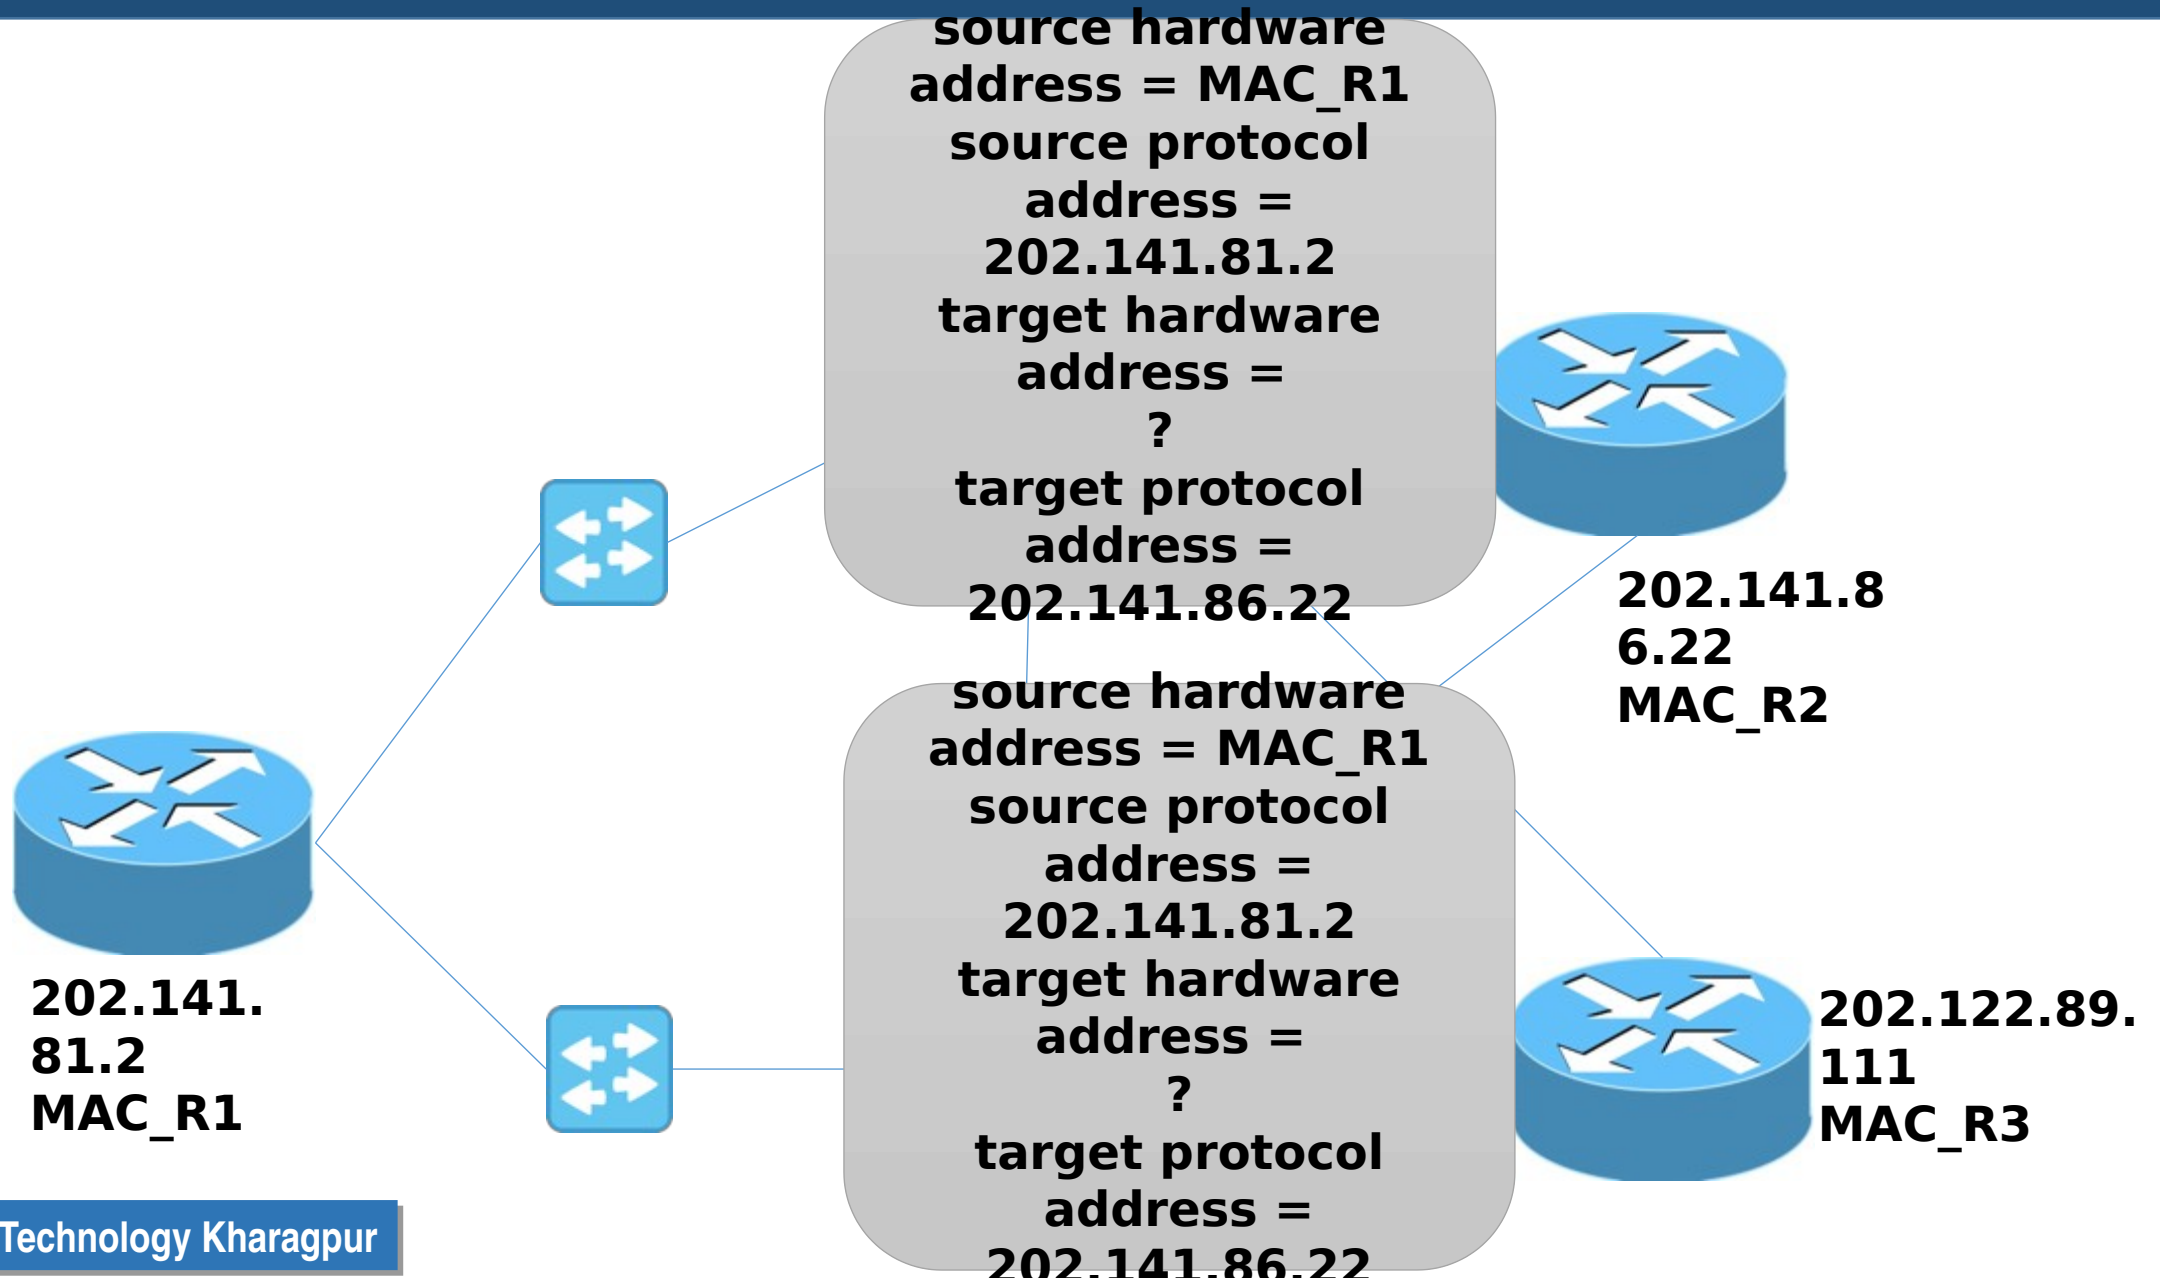 source hardware
address = MAC_R1
source protocol
address =
202.141.81.2
target hardware
address =
?
target protocol
address =
202.141.86.22
202.141.8
6.22
MAC_R2
source hardware
address = MAC_R1
source protocol
address =
202.141.81.2
target hardware
address =
?
target protocol
address =
202.141.86.22
202.141.
81.2
MAC_R1
202.122.89.
111
MAC_R3
Technology Kharagpur